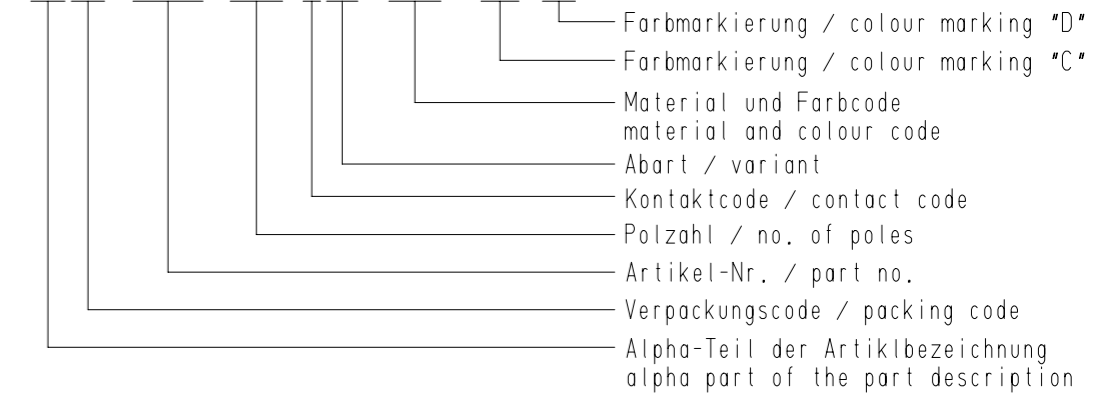 Farbmarkierung / colour marking "D"
Farbmarkierung / colour marking "C"
Material und Farbcode
material and colour code
Abart / variant
Kontaktcode / contact code
Polzahl / no. of poles
Artikel-Nr. / part no.
Verpackungscode / packing code
Alpha-Teil der Artiklbezeichnung
alpha part of the part description